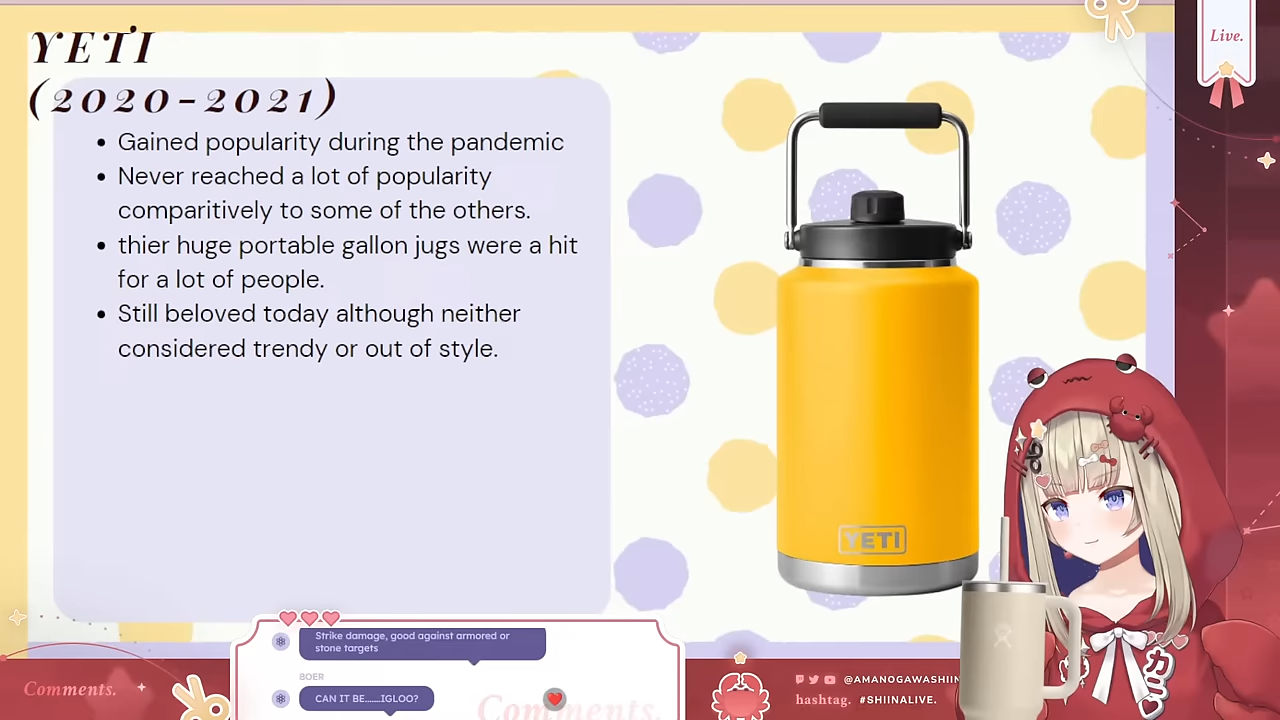 YETI
(2020-2021)
Gained popularity during the pandemic
Never reached a lot of popularity
comparitively to some of the others.
thier huge portable gallon jugs were a hit
for a lot of people.
Still beloved today although neither
considered trendy or out of style.
YETI
Live.
Comments.
Strike damage, good against armored or
stone targets
BOER
CAN IT BE......IGLOO?
Comments.
@AMANOGAWASHIIN
hashtag. #SHIINALIVE.
カニ